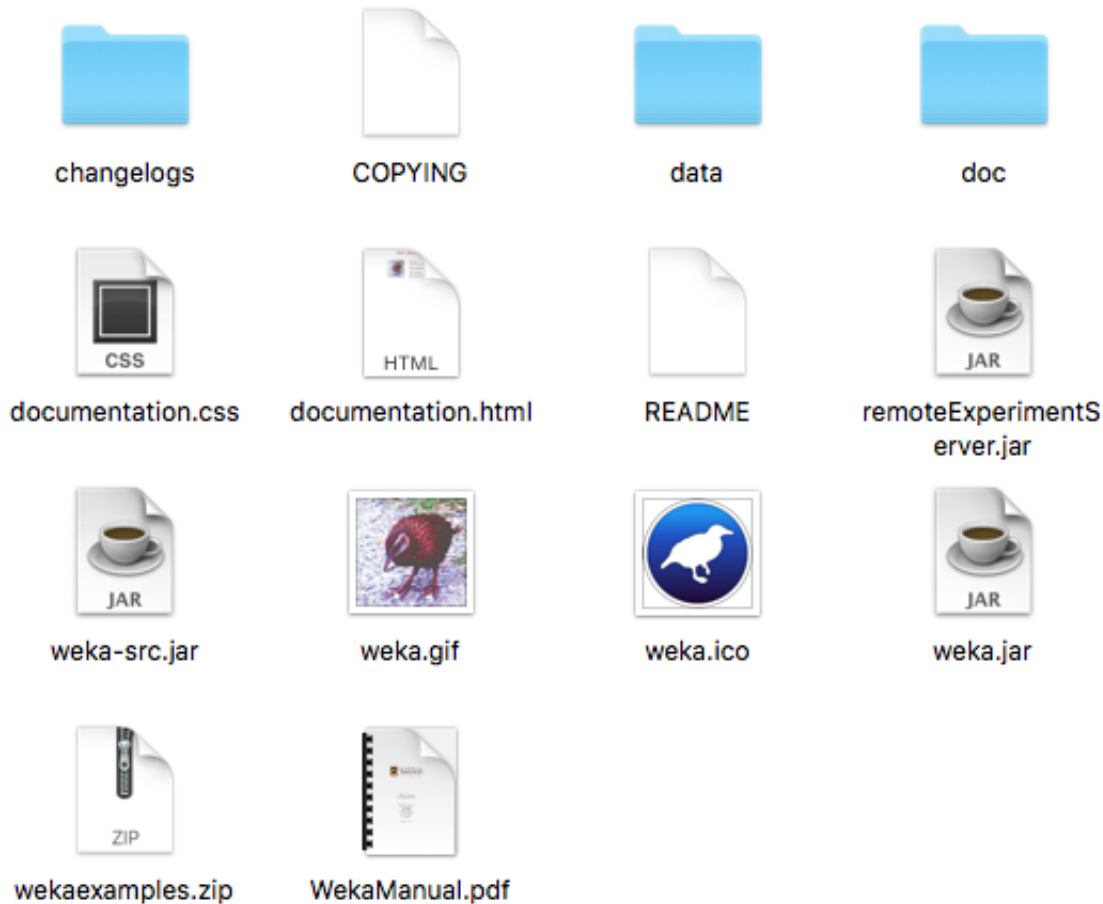 changelogs
COPYING
data
doc
CSS
HTML
JAR
documentation.css
documentation.html
README
remoteExperimentS
erver.jar
JAR
JAR
weka-src.jar
weka.gif
weka.ico
weka.jar
ZIP
wekaexamples.zip
WekaManual.pdf